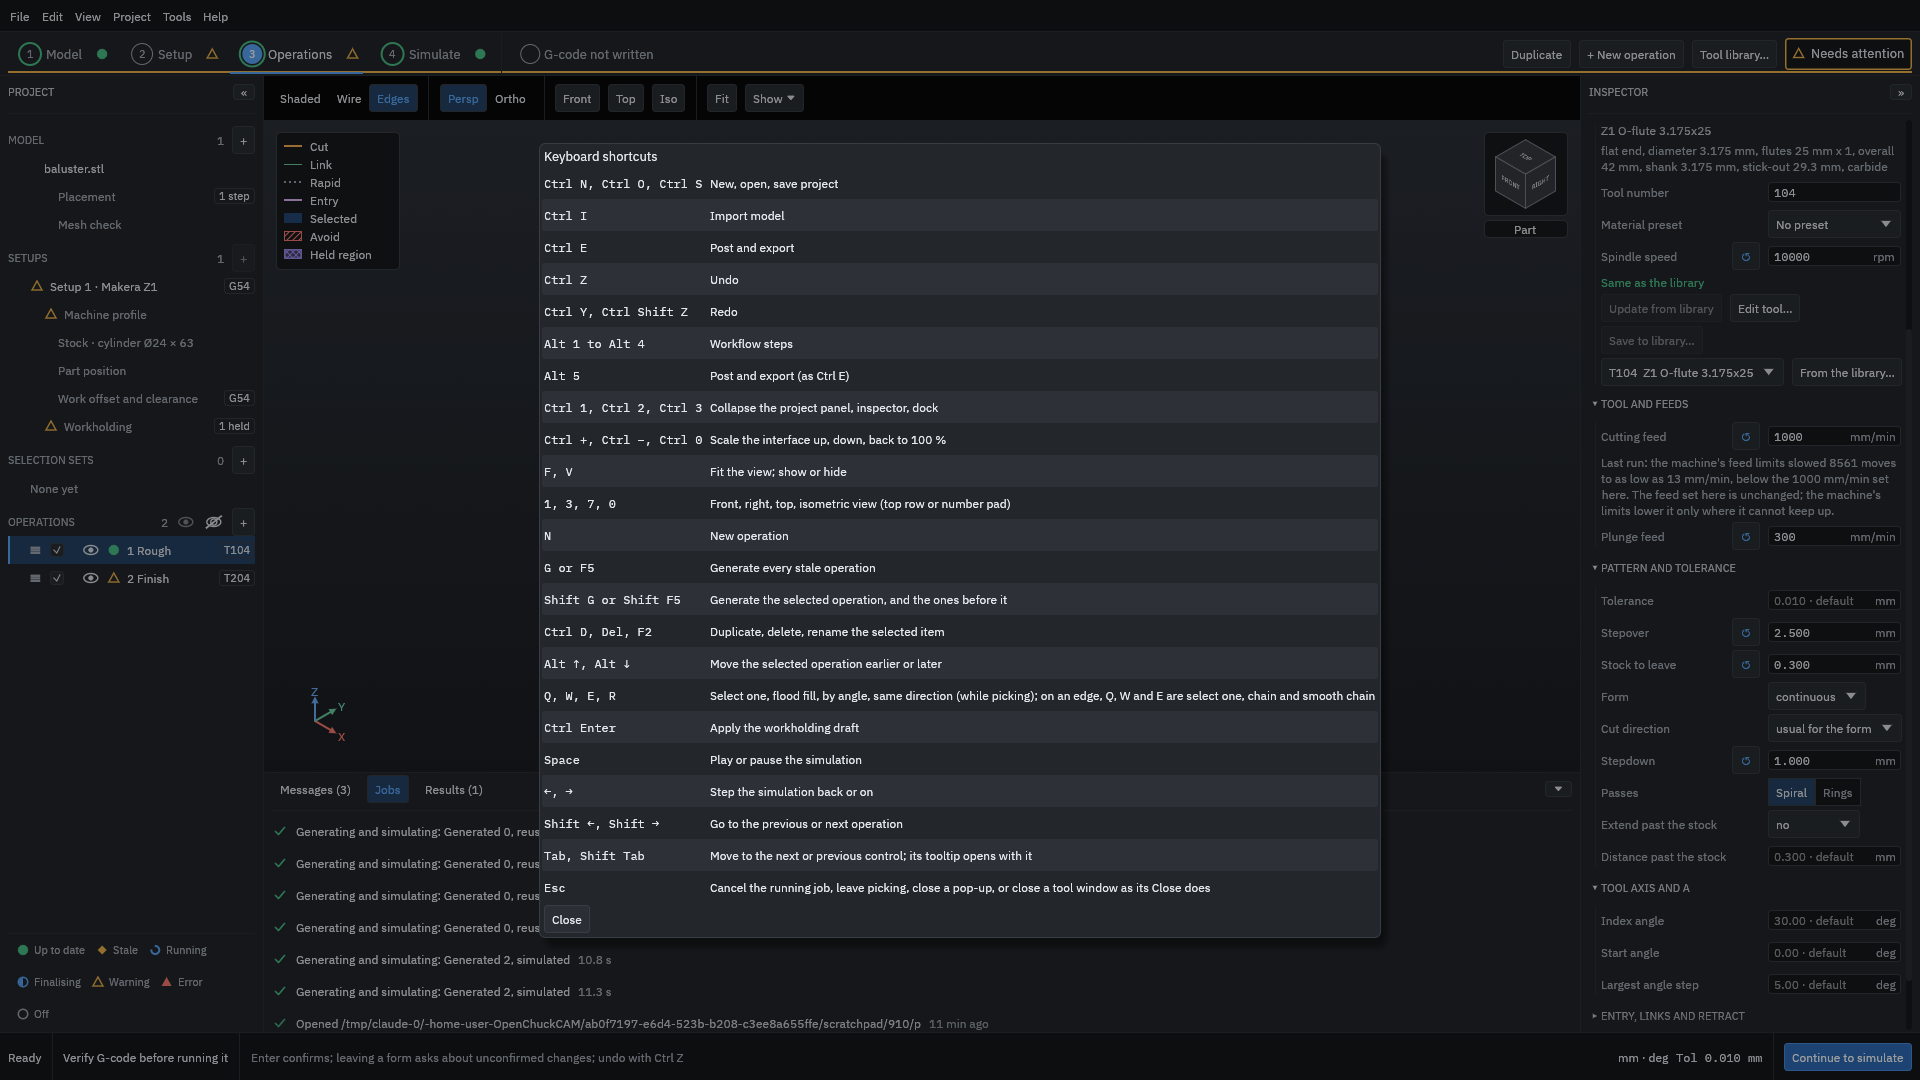 File Edit View Project Tools Help
1 Model 2 Setup 3 Operations 4 Simulate G-code not written Duplicate + New operation Tool library... Needs attention
PROJECT «
Shaded Wire Edges Persp Ortho Front Top Iso Fit Show
INSPECTOR »
MODEL 1 +
baluster.stl
Placement 1 step
Mesh check
SETUPS 1 +
Setup 1 · Makera Z1 G54
Machine profile
Stock · cylinder Ø24 × 63
Part position
Work offset and clearance G54
Workholding 1 held
SELECTION SETS 0 +
None yet
OPERATIONS 2 +
1 Rough T104
2 Finish T204
Up to date Stale Running
Finalising Warning Error
Off
Cut
Link
Rapid
Entry
Selected
Avoid
Held region
TOP FRONT RIGHT
Part
Z
Y
X
Keyboard shortcuts
Ctrl N, Ctrl O, Ctrl S New, open, save project
Ctrl I Import model
Ctrl E Post and export
Ctrl Z Undo
Ctrl Y, Ctrl Shift Z Redo
Alt 1 to Alt 4 Workflow steps
Alt 5 Post and export (as Ctrl E)
Ctrl 1, Ctrl 2, Ctrl 3 Collapse the project panel, inspector, dock
Ctrl +, Ctrl −, Ctrl 0 Scale the interface up, down, back to 100 %
F, V Fit the view; show or hide
1, 3, 7, 0 Front, right, top, isometric view (top row or number pad)
N New operation
G or F5 Generate every stale operation
Shift G or Shift F5 Generate the selected operation, and the ones before it
Ctrl D, Del, F2 Duplicate, delete, rename the selected item
Alt ↑, Alt ↓ Move the selected operation earlier or later
Q, W, E, R Select one, flood fill, by angle, same direction (while picking); on an edge, Q, W and E are select one, chain and smooth chain
Ctrl Enter Apply the workholding draft
Space Play or pause the simulation
←, → Step the simulation back or on
Shift ←, Shift → Go to the previous or next operation
Tab, Shift Tab Move to the next or previous control; its tooltip opens with it
Esc Cancel the running job, leave picking, close a pop-up, or close a tool window as its Close does
Close
Messages (3) Jobs Results (1)
Generating and simulating: Generated 0, reus
Generating and simulating: Generated 0, reus
Generating and simulating: Generated 0, reus
Generating and simulating: Generated 0, reus
Generating and simulating: Generated 2, simulated 10.8 s
Generating and simulating: Generated 2, simulated 11.3 s
Opened /tmp/claude-0/-home-user-OpenChuckCAM/ab0f7197-e6d4-523b-b208-c3ee8a655ffe/scratchpad/910/p 11 min ago
Z1 O-flute 3.175x25
flat end, diameter 3.175 mm, flutes 25 mm x 1, overall
42 mm, shank 3.175 mm, stick-out 29.3 mm, carbide
Tool number 104
Material preset No preset
Spindle speed 10000 rpm
Same as the library
Update from library Edit tool...
Save to library...
T104 Z1 O-flute 3.175x25 From the library...
TOOL AND FEEDS
Cutting feed 1000 mm/min
Last run: the machine's feed limits slowed 8561 moves
to as low as 13 mm/min, below the 1000 mm/min set
here. The feed set here is unchanged; the machine's
limits lower it only where it cannot keep up.
Plunge feed 300 mm/min
PATTERN AND TOLERANCE
Tolerance 0.010 · default mm
Stepover 2.500 mm
Stock to leave 0.300 mm
Form continuous
Cut direction usual for the form
Stepdown 1.000 mm
Passes Spiral Rings
Extend past the stock no
Distance past the stock 0.300 · default mm
TOOL AXIS AND A
Index angle 30.00 · default deg
Start angle 0.00 · default deg
Largest angle step 5.00 · default deg
ENTRY, LINKS AND RETRACT
Ready Verify G-code before running it Enter confirms; leaving a form asks about unconfirmed changes; undo with Ctrl Z mm · deg Tol 0.010 mm Continue to simulate